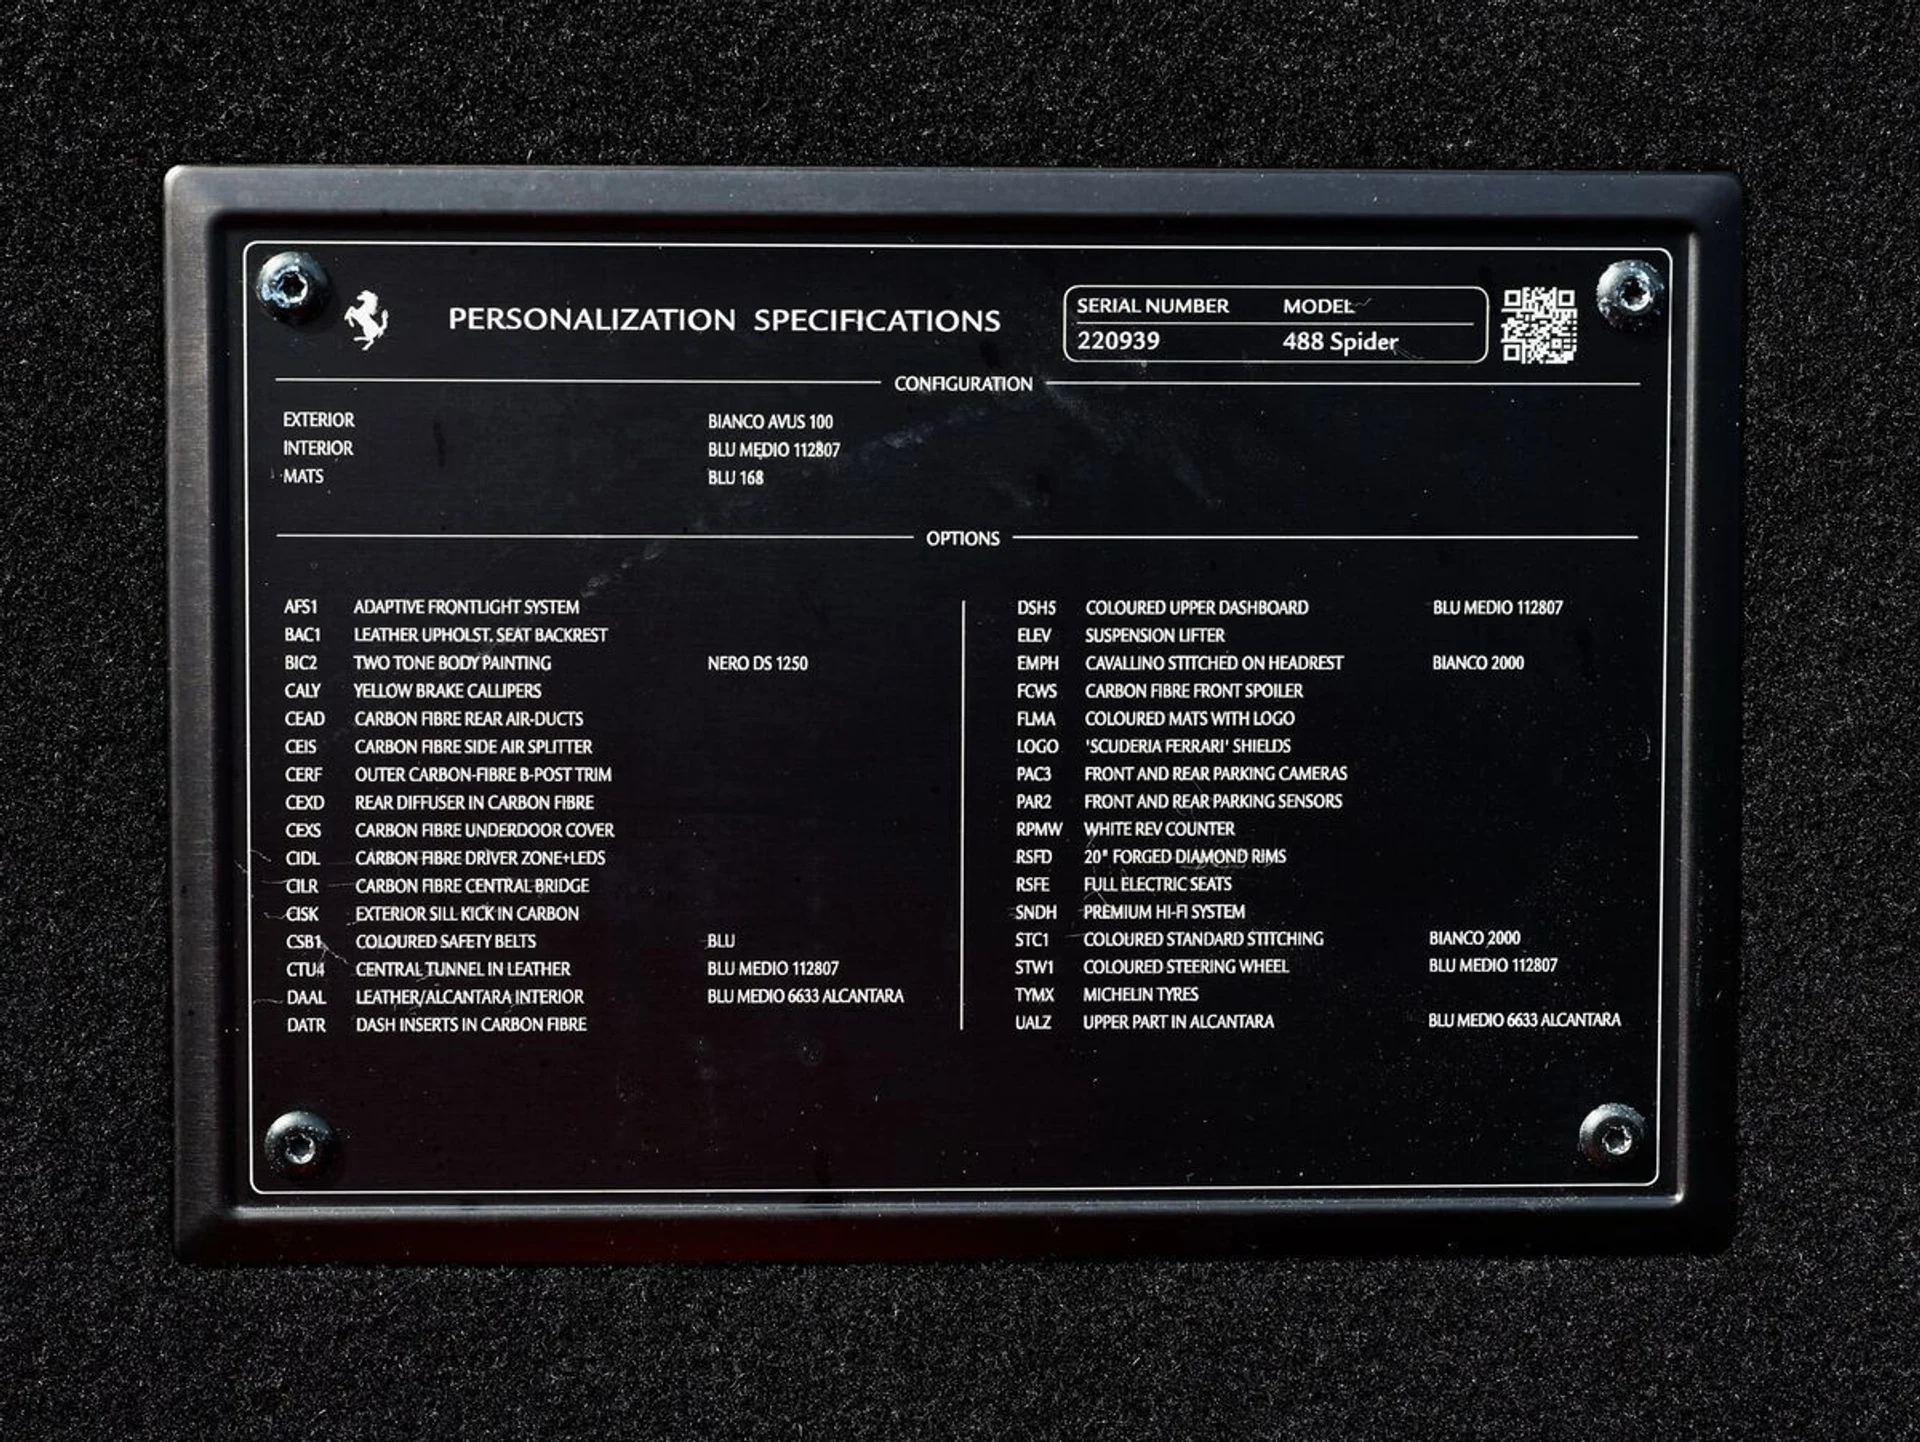 PERSONALIZATION SPECIFICATIONS
SERIAL NUMBER MODEL
220939 488 Spider
CONFIGURATION
EXTERIOR BIANCO AVUS 100
INTERIOR BLU MEDIO 112807
MATS BLU 168
OPTIONS
AFS1 ADAPTIVE FRONTLIGHT SYSTEM
BAC1 LEATHER UPHOLST. SEAT BACKREST
BIC2 TWO TONE BODY PAINTING NERO DS 1250
CALY YELLOW BRAKE CALLIPERS
CEAD CARBON FIBRE REAR AIR-DUCTS
CEIS CARBON FIBRE SIDE AIR SPLITTER
CERF OUTER CARBON-FIBRE B-POST TRIM
CEXD REAR DIFFUSER IN CARBON FIBRE
CEXS CARBON FIBRE UNDERDOOR COVER
CIDL CARBON FIBRE DRIVER ZONE+LEDS
CILR CARBON FIBRE CENTRAL BRIDGE
CISK EXTERIOR SILL KICK IN CARBON
CSB1 COLOURED SAFETY BELTS BLU
CTU4 CENTRAL TUNNEL IN LEATHER BLU MEDIO 112807
DAAL LEATHER/ALCANTARA INTERIOR BLU MEDIO 6633 ALCANTARA
DATR DASH INSERTS IN CARBON FIBRE
DSH5 COLOURED UPPER DASHBOARD BLU MEDIO 112807
ELEV SUSPENSION LIFTER
EMPH CAVALLINO STITCHED ON HEADREST BIANCO 2000
FCWS CARBON FIBRE FRONT SPOILER
FLMA COLOURED MATS WITH LOGO
LOGO 'SCUDERIA FERRARI' SHIELDS
PAC3 FRONT AND REAR PARKING CAMERAS
PAR2 FRONT AND REAR PARKING SENSORS
RPMW WHITE REV COUNTER
RSFD 20" FORGED DIAMOND RIMS
RSFE FULL ELECTRIC SEATS
SNDH PREMIUM HI-FI SYSTEM
STC1 COLOURED STANDARD STITCHING BIANCO 2000
STW1 COLOURED STEERING WHEEL BLU MEDIO 112807
TYMX MICHELIN TYRES
UALZ UPPER PART IN ALCANTARA BLU MEDIO 6633 ALCANTARA